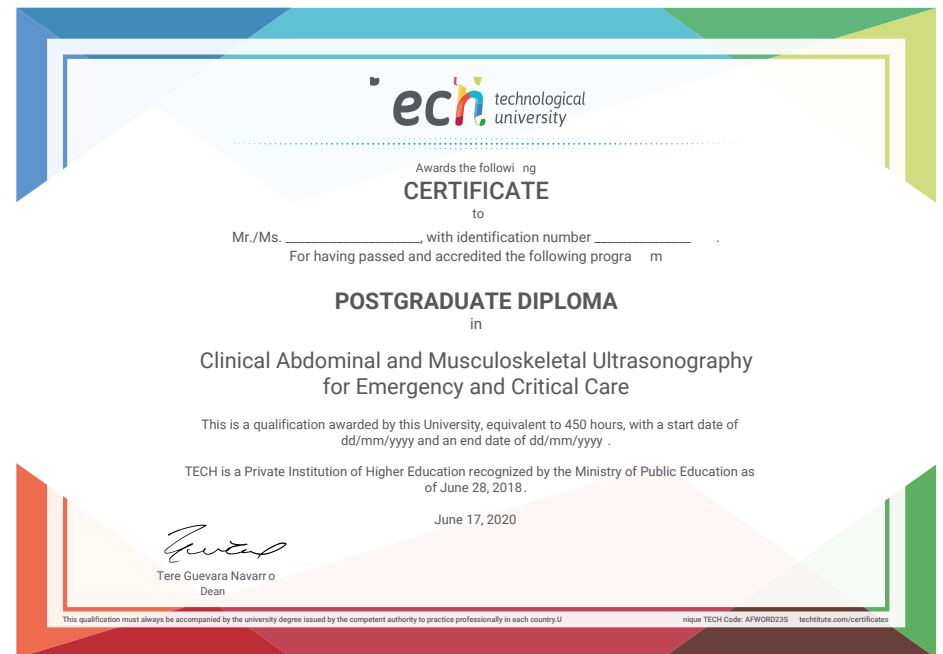 tech technological
university
Awards the followi ng
CERTIFICATE
to
Mr./Ms. _____________________, with identification number _______________ .
For having passed and accredited the following progra m
POSTGRADUATE DIPLOMA
in
Clinical Abdominal and Musculoskeletal Ultrasonography
for Emergency and Critical Care
This is a qualification awarded by this University, equivalent to 450 hours, with a start date of
dd/mm/yyyy and an end date of dd/mm/yyyy .
TECH is a Private Institution of Higher Education recognized by the Ministry of Public Education as
of June 28, 2018.
June 17, 2020
Tere Guevara Navarr o
Dean
This qualification must always be accompanied by the university degree issued by the competent authority to practice professionally in each country.U nique TECH Code: AFWORD23S techtitute.com/certificates